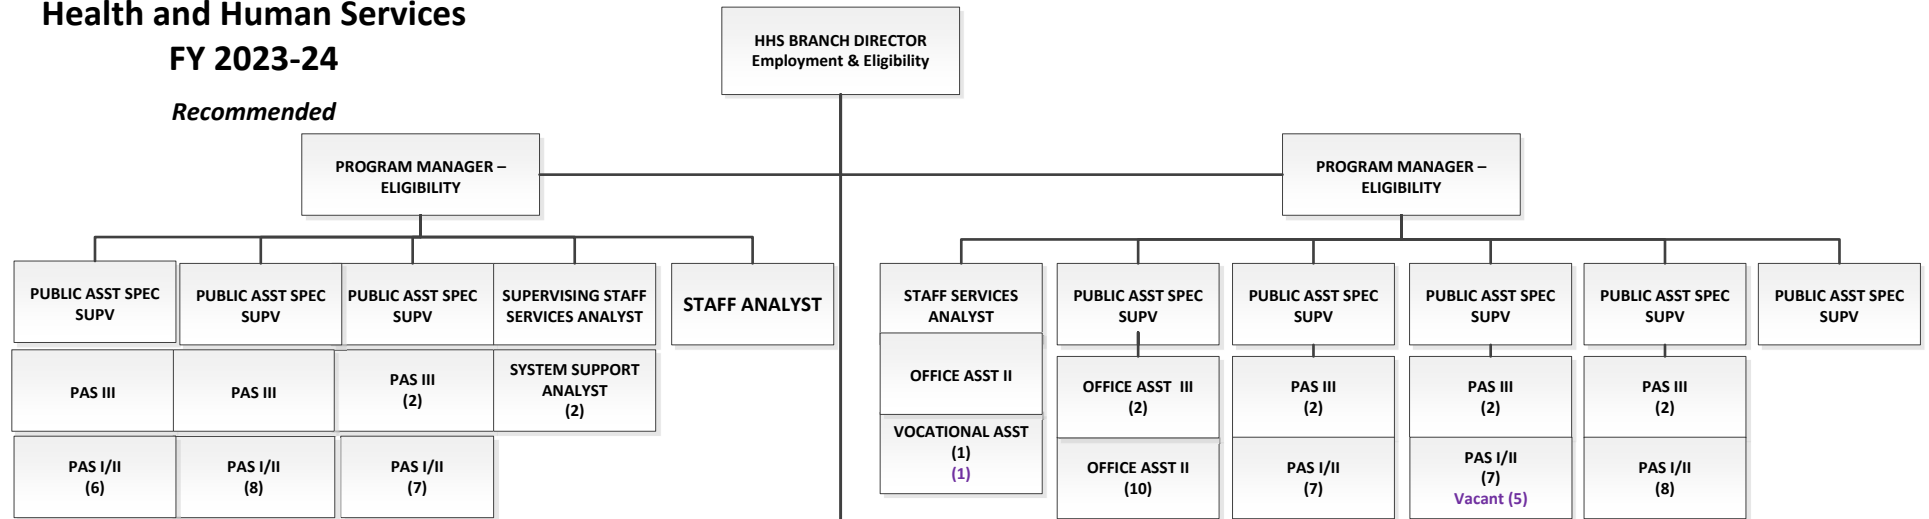 Health and Human Services
FY 2023-24
Recommended
HHS BRANCH DIRECTOR
Employment & Eligibility
PROGRAM MANAGER –
ELIGIBILITY
PROGRAM MANAGER –
ELIGIBILITY
PUBLIC ASST SPEC
SUPV
PUBLIC ASST SPEC
SUPV
PUBLIC ASST SPEC
SUPV
SUPERVISING STAFF
SERVICES ANALYST
STAFF ANALYST
STAFF SERVICES
ANALYST
PUBLIC ASST SPEC
SUPV
PUBLIC ASST SPEC
SUPV
PUBLIC ASST SPEC
SUPV
PUBLIC ASST SPEC
SUPV
PUBLIC ASST SPEC
SUPV
PAS III
PAS III
PAS III
(2)
SYSTEM SUPPORT
ANALYST
(2)
OFFICE ASST II
OFFICE ASST III
(2)
PAS III
(2)
PAS III
(2)
PAS III
(2)
PAS I/II
(6)
PAS I/II
(8)
PAS I/II
(7)
VOCATIONAL ASST
(1)
(1)
OFFICE ASST II
(10)
PAS I/II
(7)
PAS I/II
(7)
Vacant (5)
PAS I/II
(8)